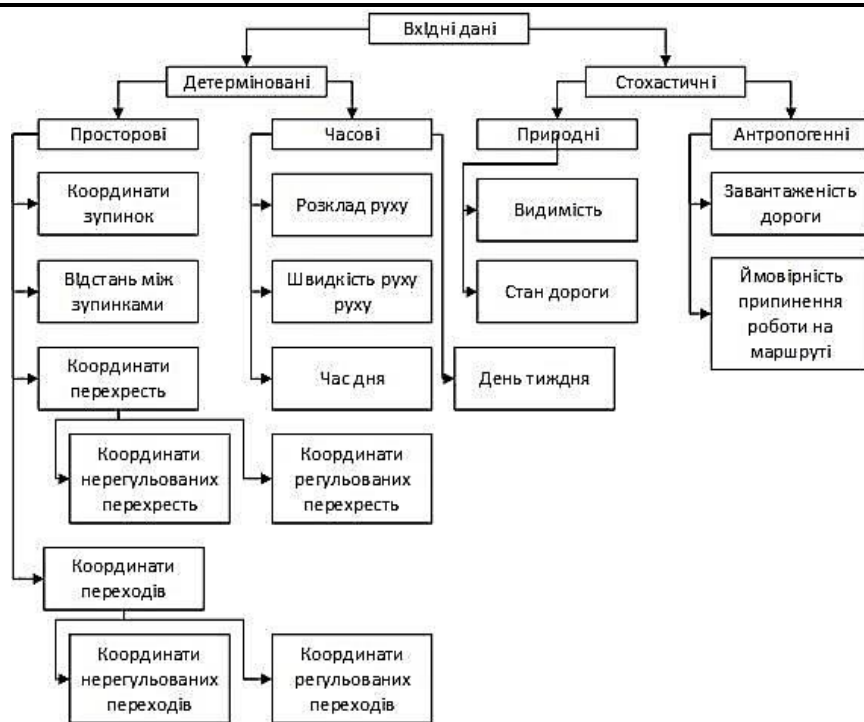 Вхідні дані
Детерміновані
Стохастичні
Просторові
Часові
Природні
Антропогенні
Координати
зупинок
Розклад руху
Видимість
Завантаженість
дороги
Відстань між
зупинками
Швидкість руху
руху
Стан дороги
Ймовірність
припинення
роботи на
маршруті
Координати
перехресть
Час дня
День тиждня
Координати
нерегульованих
перехресть
Координати
регульованих
перехресть
Координати
переходів
Координати
нерегульованих
переходів
Координати
регульованих
переходів